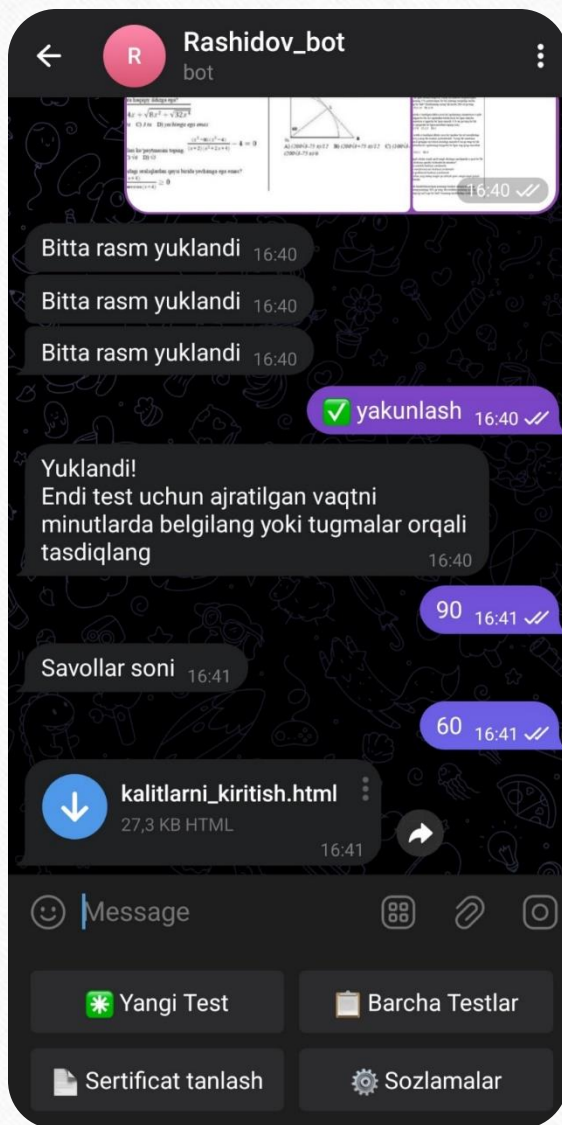 R
Rashidov_bot
bot
16:40
Bitta rasm yuklandi 16:40
Bitta rasm yuklandi 16:40
Bitta rasm yuklandi 16:40
✅ yakunlash 16:40
Yuklandi!
Endi test uchun ajratilgan vaqtni
minutlarda belgilang yoki tugmalar orqali
tasdiqlang
16:40
90 16:41
Savollar soni 16:41
60 16:41
kalitlarni_kiritish.html
27,3 KB HTML
16:41
Message
✳️ Yangi Test
📋 Barcha Testlar
📄 Sertificat tanlash
⚙️ Sozlamalar